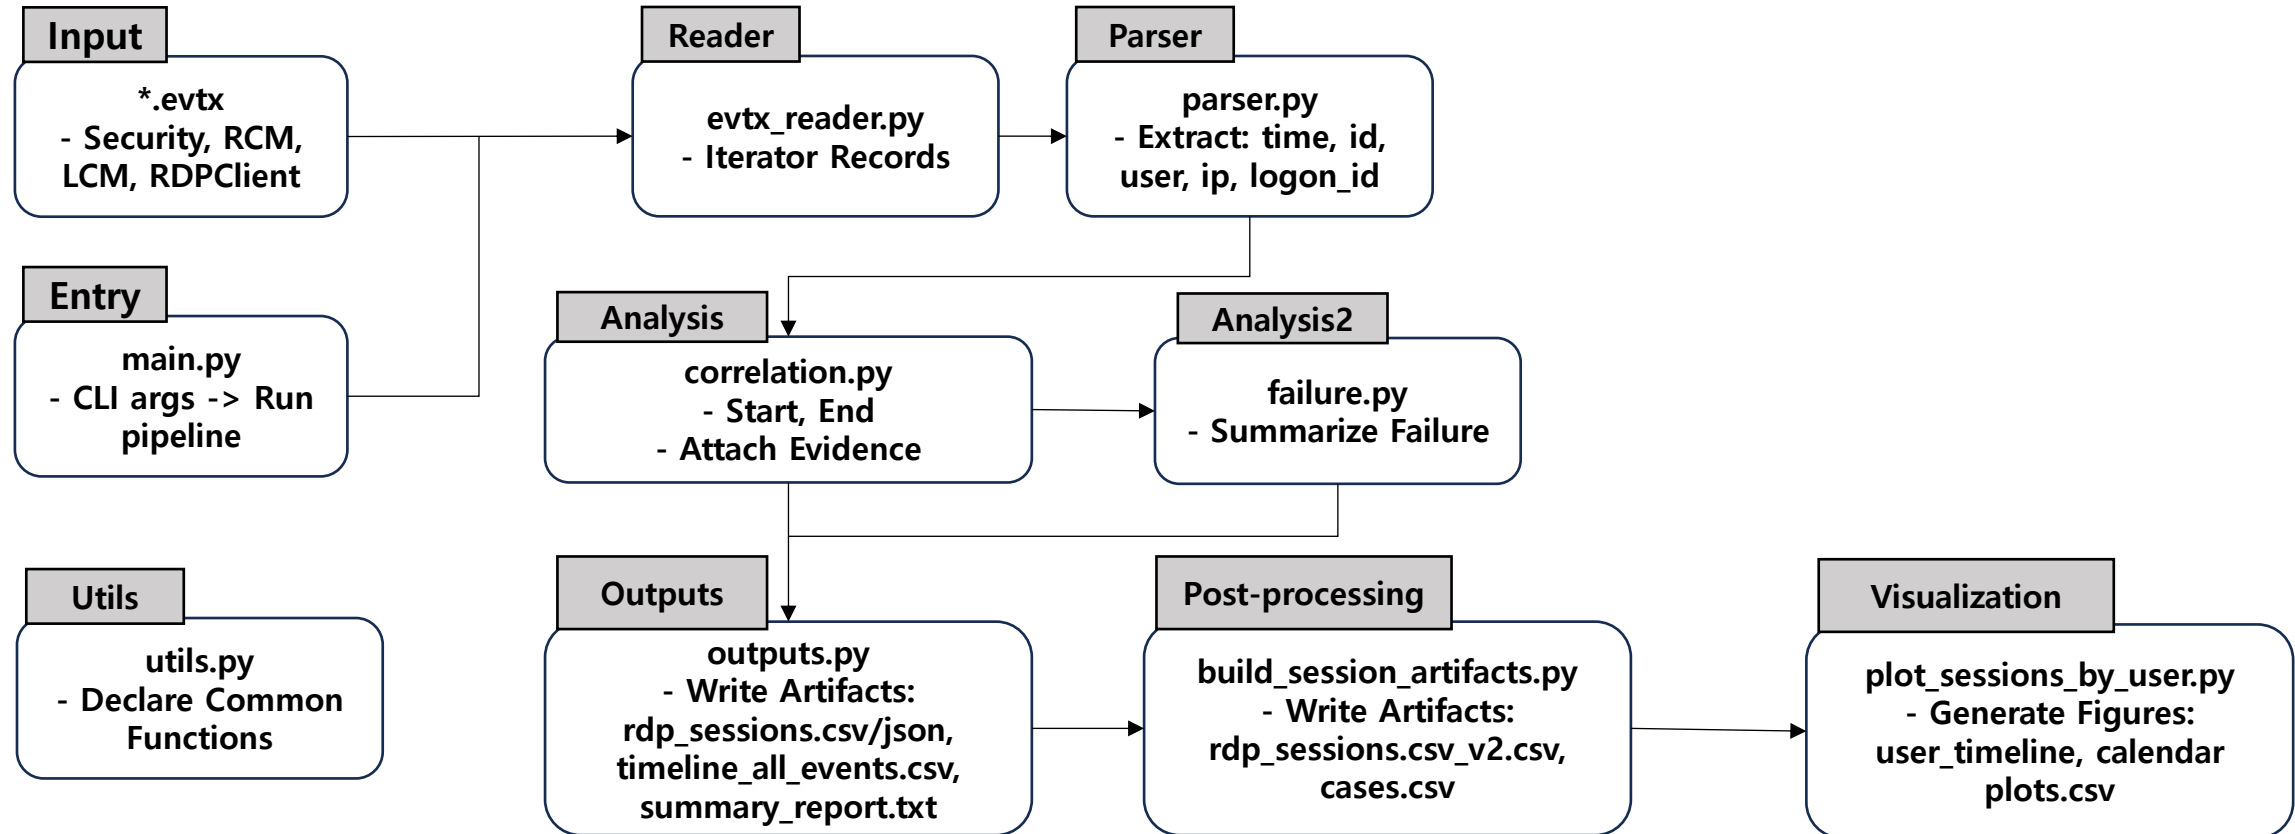 Input
*.evtx
- Security, RCM,
LCM, RDPClient
Reader
evtx_reader.py
- Iterator Records
Parser
parser.py
- Extract: time, id,
user, ip, logon_id
Entry
main.py
- CLI args -> Run
pipeline
Analysis
correlation.py
- Start, End
- Attach Evidence
Analysis2
failure.py
- Summarize Failure
Utils
utils.py
- Declare Common
Functions
Outputs
outputs.py
- Write Artifacts:
rdp_sessions.csv/json,
timeline_all_events.csv,
summary_report.txt
Post-processing
build_session_artifacts.py
- Write Artifacts:
rdp_sessions.csv_v2.csv,
cases.csv
Visualization
plot_sessions_by_user.py
- Generate Figures:
user_timeline, calendar
plots.csv